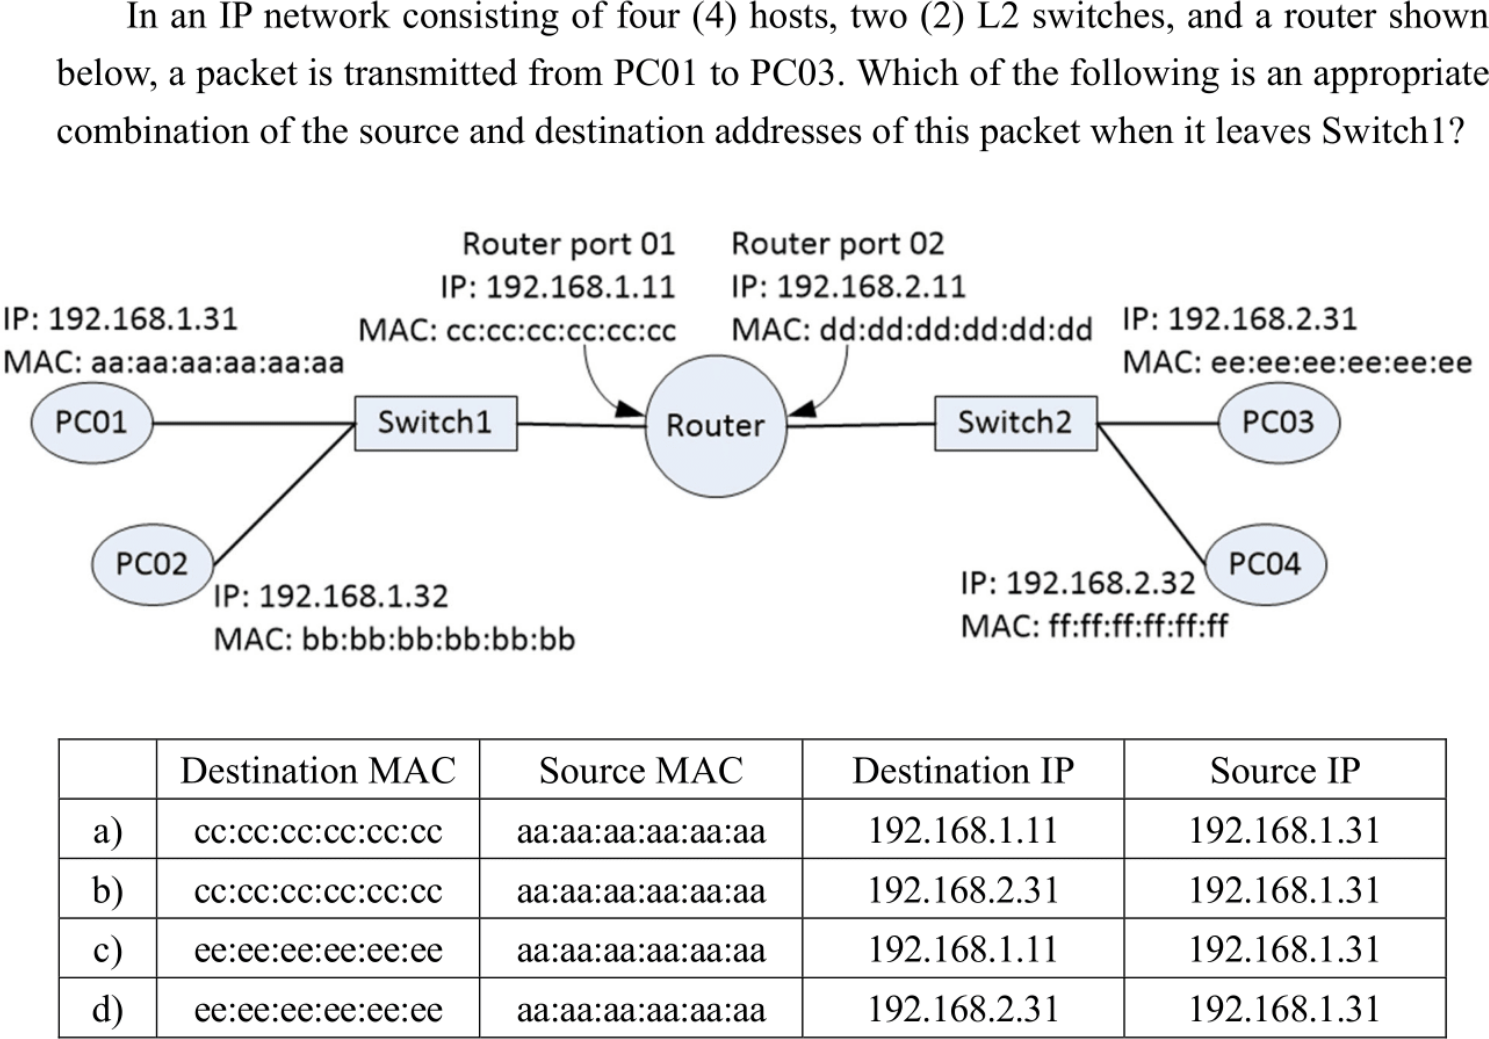 In an IP network consisting of four (4) hosts, two (2) L2 switches, and a router shown
below, a packet is transmitted from PC01 to PC03. Which of the following is an appropriate
combination of the source and destination addresses of this packet when it leaves Switch1?
Router port 01
IP: 192.168.1.11
MAC: cc:cc:cc:cc:cc:cc
Router port 02
IP: 192.168.2.11
MAC: dd:dd:dd:dd:dd:dd
IP: 192.168.1.31
MAC: aa:aa:aa:aa:aa:aa
IP: 192.168.2.31
MAC: ee:ee:ee:ee:ee:ee
PC01
Switch1
Router
Switch2
PC03
PC02
IP: 192.168.1.32
MAC: bb:bb:bb:bb:bb:bb
PC04
IP: 192.168.2.32
MAC: ff:ff:ff:ff:ff:ff
Destination MAC Source MAC Destination IP Source IP
a) cc:cc:cc:cc:cc:cc aa:aa:aa:aa:aa:aa 192.168.1.11 192.168.1.31
b) cc:cc:cc:cc:cc:cc aa:aa:aa:aa:aa:aa 192.168.2.31 192.168.1.31
c) ee:ee:ee:ee:ee:ee aa:aa:aa:aa:aa:aa 192.168.1.11 192.168.1.31
d) ee:ee:ee:ee:ee:ee aa:aa:aa:aa:aa:aa 192.168.2.31 192.168.1.31